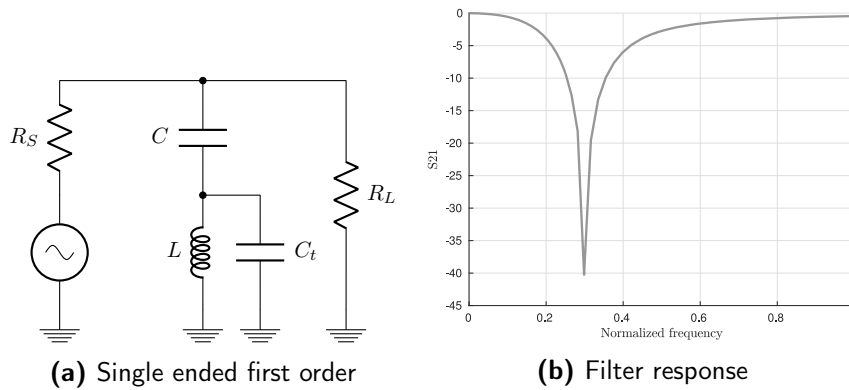 R_S
C
L
C_t
R_L
(a) Single ended first order
0
-5
-10
-15
-20
-25
-30
-35
-40
-45
S21
0
0.2
0.4
0.6
0.8
Normalized frequency
(b) Filter response